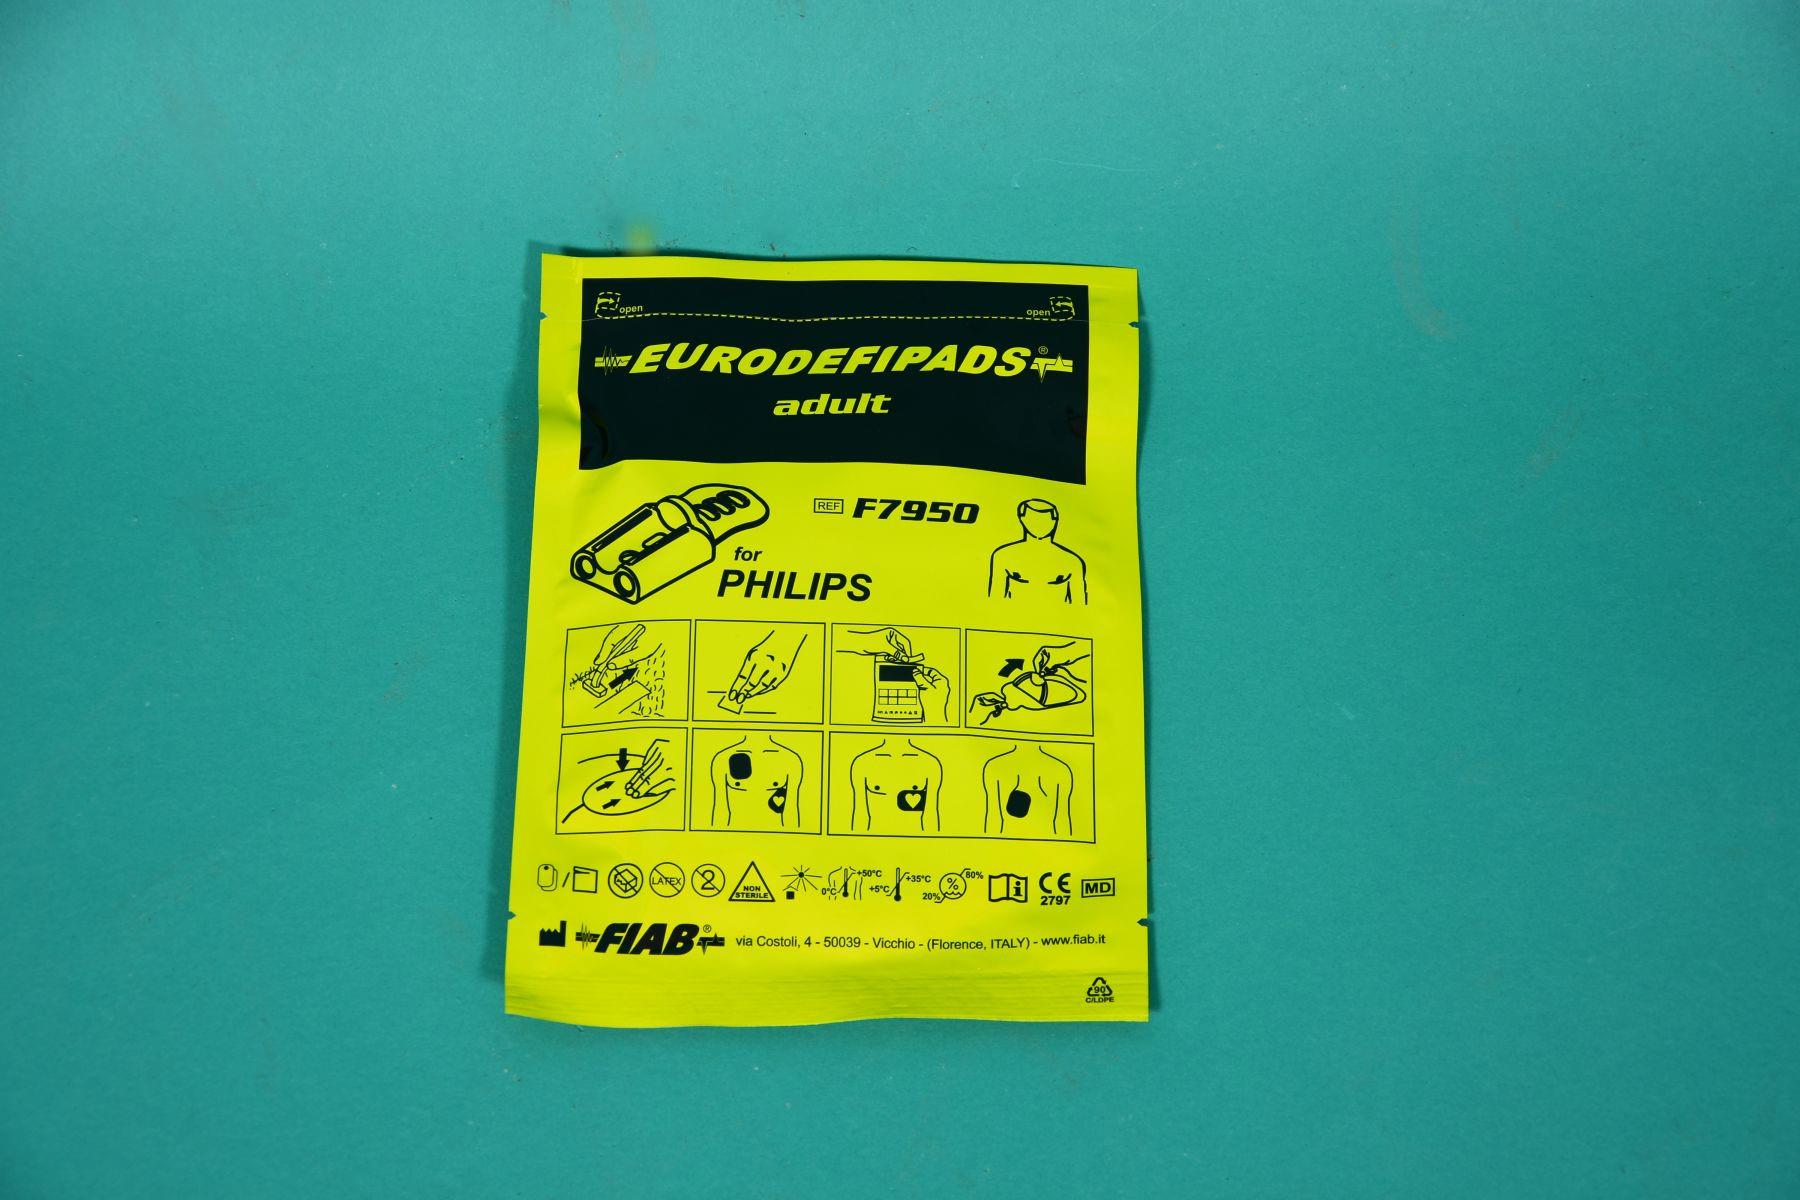 open open
EURODEFIPADS®
adult
REF F7950
for
PHILIPS
LATEX
2
NON
STERILE
0°C +50°C
+5°C +35°C
20% % 80%
i
CE
2797
MD
FIAB® via Costoli, 4 - 50039 - Vicchio - (Florence, ITALY) - www.fiab.it
90
C/LDPE